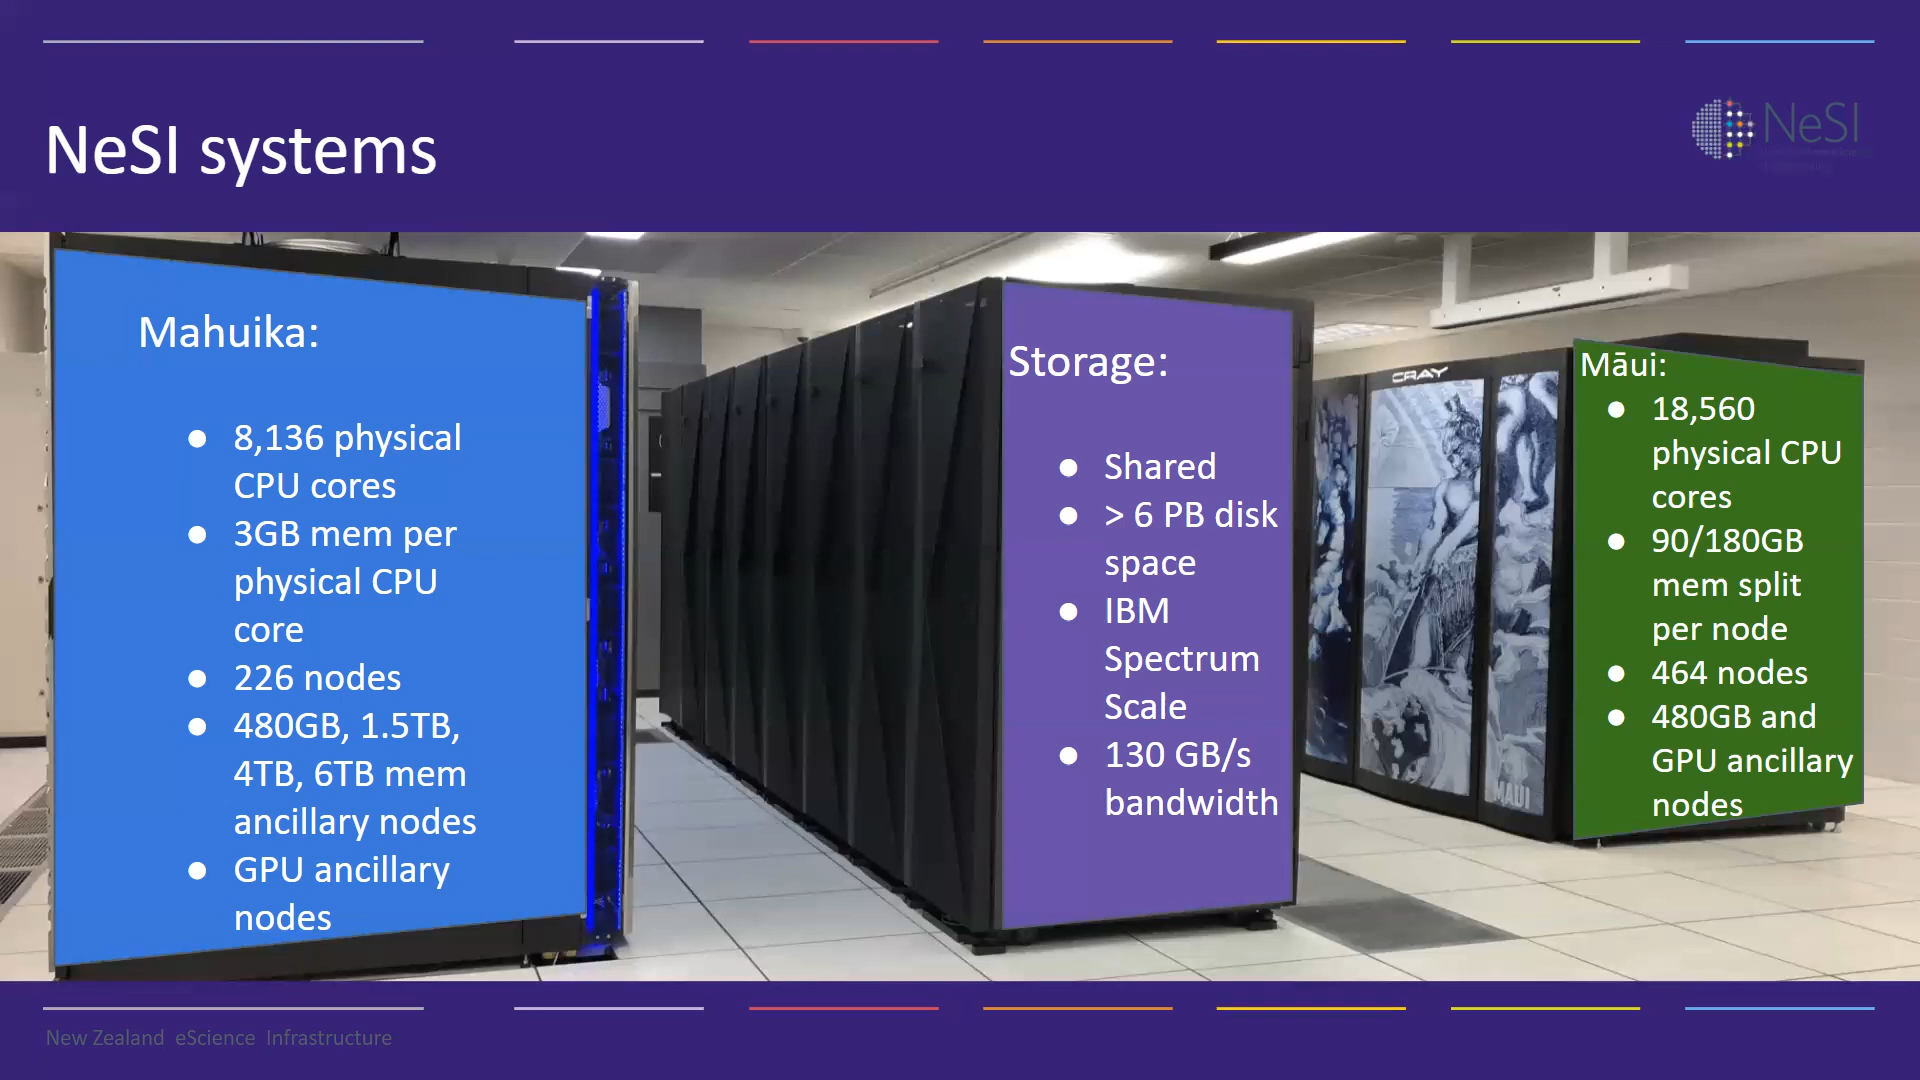 NeSI systems
NeSI
Mahuika:
● 8,136 physical
CPU cores
● 3GB mem per
physical CPU
core
● 226 nodes
● 480GB, 1.5TB,
4TB, 6TB mem
ancillary nodes
● GPU ancillary
nodes
Storage:
● Shared
● > 6 PB disk
space
● IBM
Spectrum
Scale
● 130 GB/s
bandwidth
CRAY
MAUI
Māui:
● 18,560
physical CPU
cores
● 90/180GB
mem split
per node
● 464 nodes
● 480GB and
GPU ancillary
nodes
New Zealand eScience Infrastructure